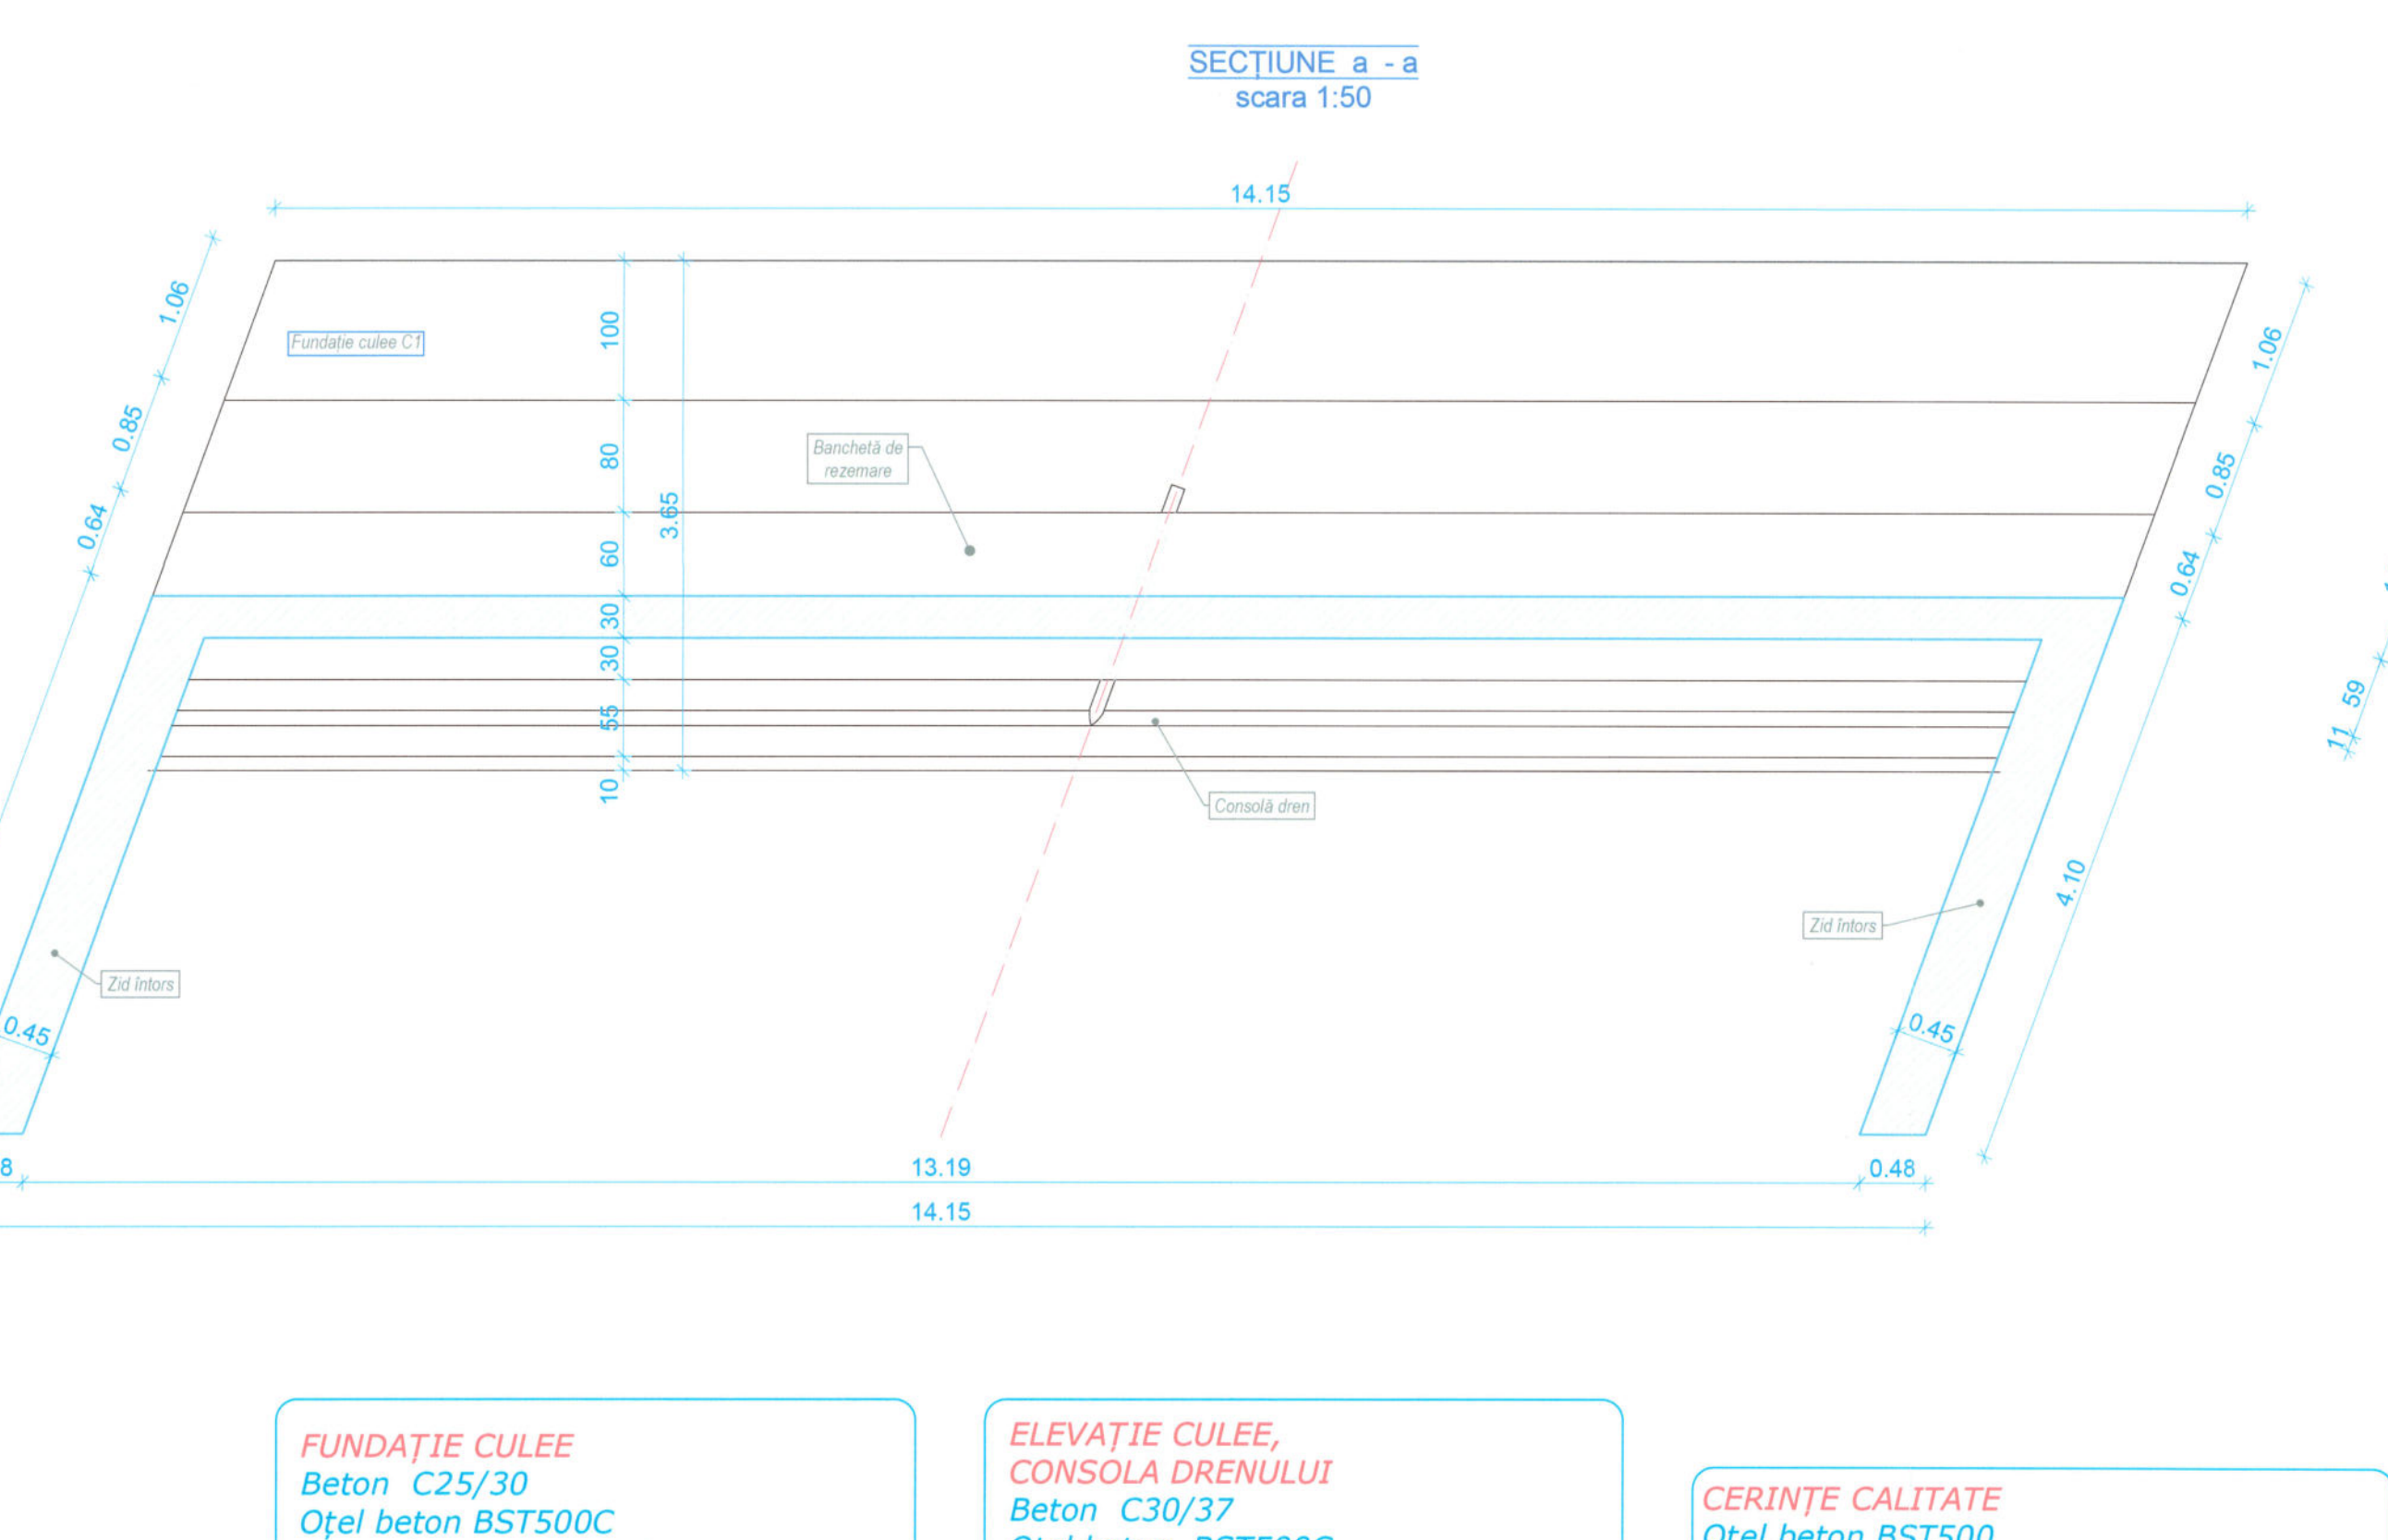 SECȚIUNE a - a
scara 1:50
14.15
1.06
0.85
0.64
Fundație culee C1
100
80
60
30
30
55
10
3.65
Banchetă de
rezemare
1.06
0.85
0.64
4.10
59
11
Consolă dren
Zid întors
Zid întors
0.45
0.45
8
13.19
0.48
14.15
FUNDAȚIE CULEE
Beton C25/30
Oțel beton BST500C
ELEVAȚIE CULEE,
CONSOLA DRENULUI
Beton C30/37
CERINȚE CALITATE
Oțel beton BST500